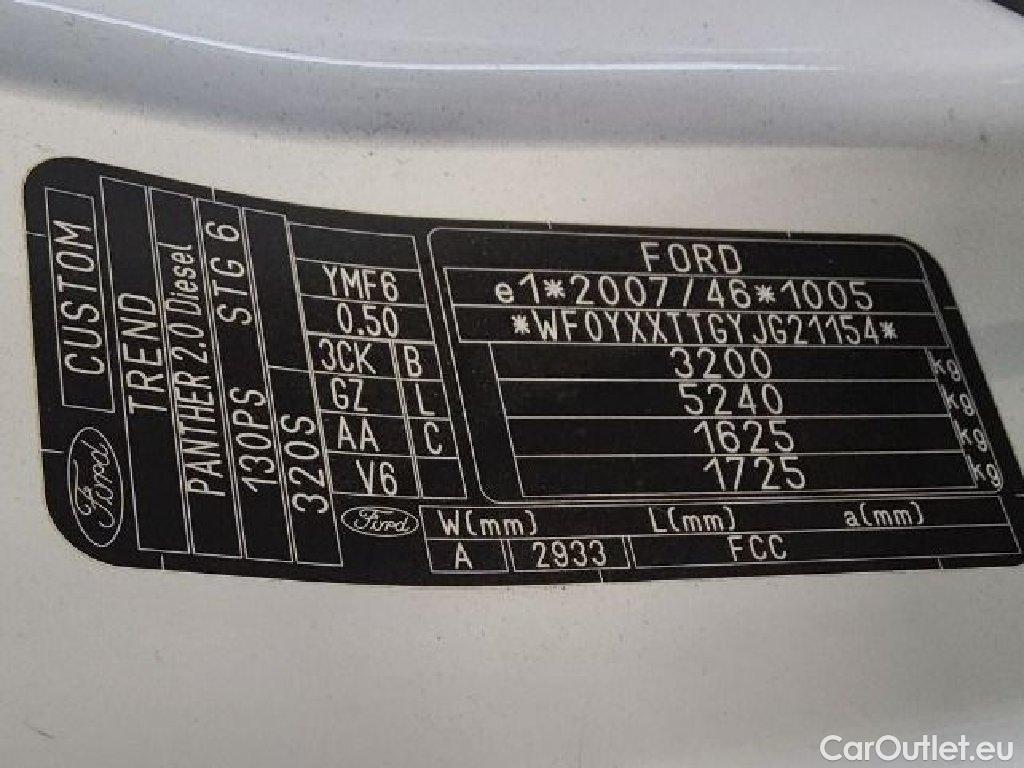 CUSTOM
Ford
TREND
PANTHER 2.0 Diesel
STG 6
130PS
320S
YMF6
0.50
3CK B
GZ L
AA C
V6
FORD
e1*2007/46*1005
*WF0YXXTTGYJG21154*
3200 kg
5240 kg
1625 kg
1725 kg
Ford
W(mm) L(mm) a(mm)
A 2933 FCC
CarOutlet.eu